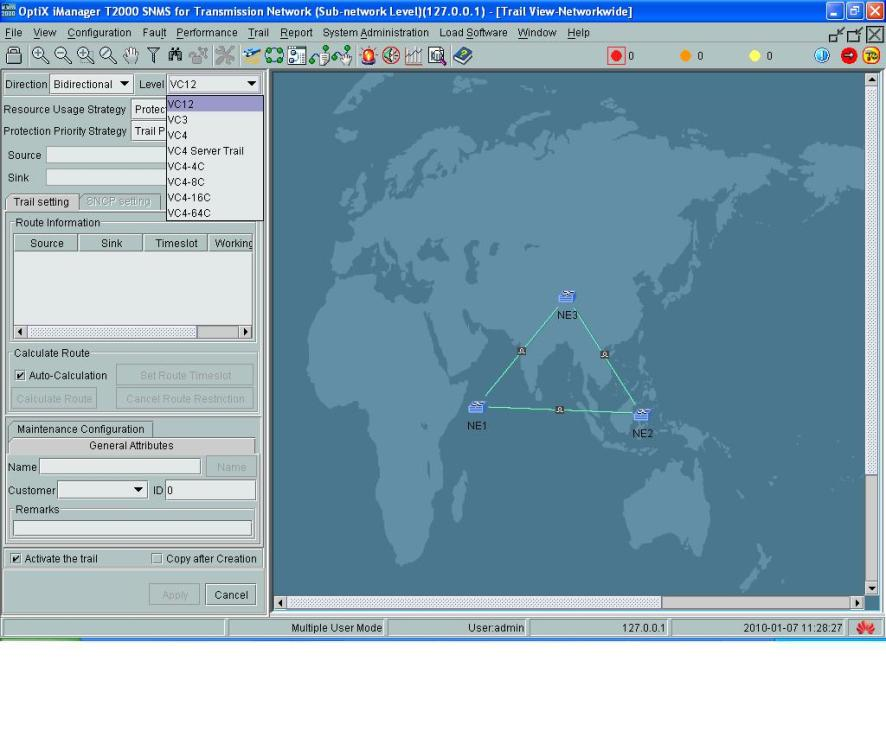 OptiX iManager T2000 SNMS for Transmission Network (Sub-network Level)(127.0.0.1) - [Trail View-Networkwide]
File View Configuration Fault Performance Trail Report System Administration Load Software Window Help
0 0 0
Direction Bidirectional Level VC12
VC12
Resource Usage Strategy Protec
VC3
Protection Priority Strategy Trail P
VC4
Source
VC4 Server Trail
VC4-4C
Sink
VC4-8C
VC4-16C
Trail setting SNCP setting
VC4-64C
Route Information
Source Sink Timeslot Working
Calculate Route
Auto-Calculation Set Route Timeslot
Calculate Route Cancel Route Restriction
Maintenance Configuration
General Attributes
Name Name
Customer ID 0
Remarks
Activate the trail Copy after Creation
Apply Cancel
NE3
NE1
NE2
Multiple User Mode User:admin 127.0.0.1 2010-01-07 11:28:27